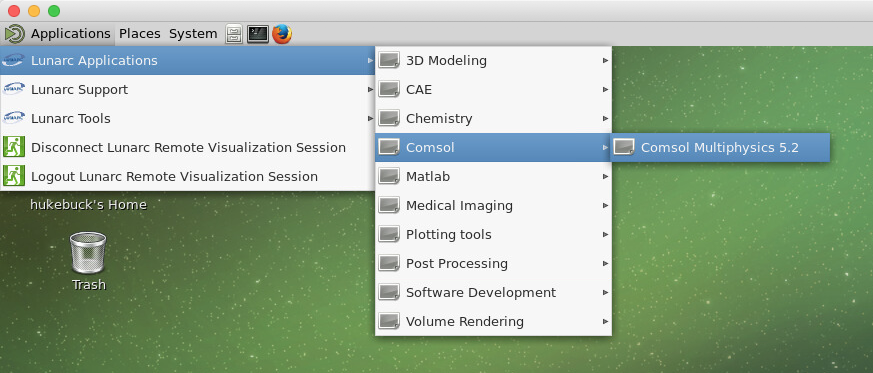 Applications Places System
Lunarc Applications
Lunarc Support
Lunarc Tools
Disconnect Lunarc Remote Visualization Session
Logout Lunarc Remote Visualization Session
3D Modeling
CAE
Chemistry
Comsol
Matlab
Medical Imaging
Plotting tools
Post Processing
Software Development
Volume Rendering
Comsol Multiphysics 5.2
hukebuck's Home
Trash